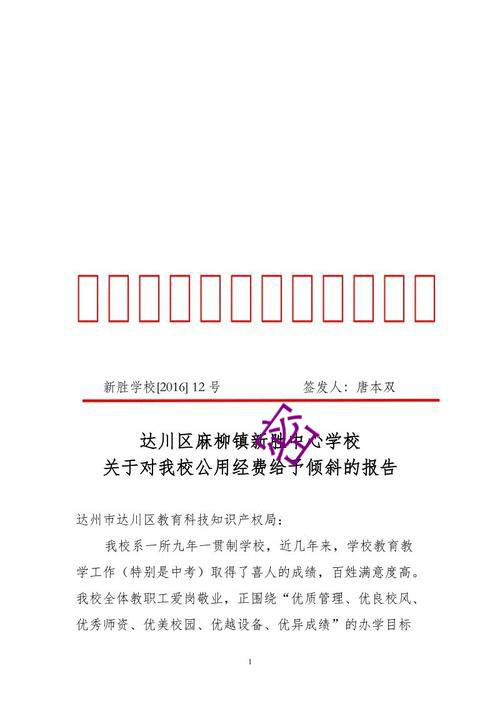 新胜学校[2016] 12 号 签发人：唐本双
达川区麻柳镇新胜中心学校
关于对我校公用经费给予倾斜的报告
密
达州市达川区教育科技知识产权局：
我校系一所九年一贯制学校，近几年来，学校教育教
学工作（特别是中考）取得了喜人的成绩，百姓满意度高。
我校全体教职工爱岗敬业，正围绕“优质管理、优良校风、
优秀师资、优美校园、优越设备、优异成绩”的办学目标
1